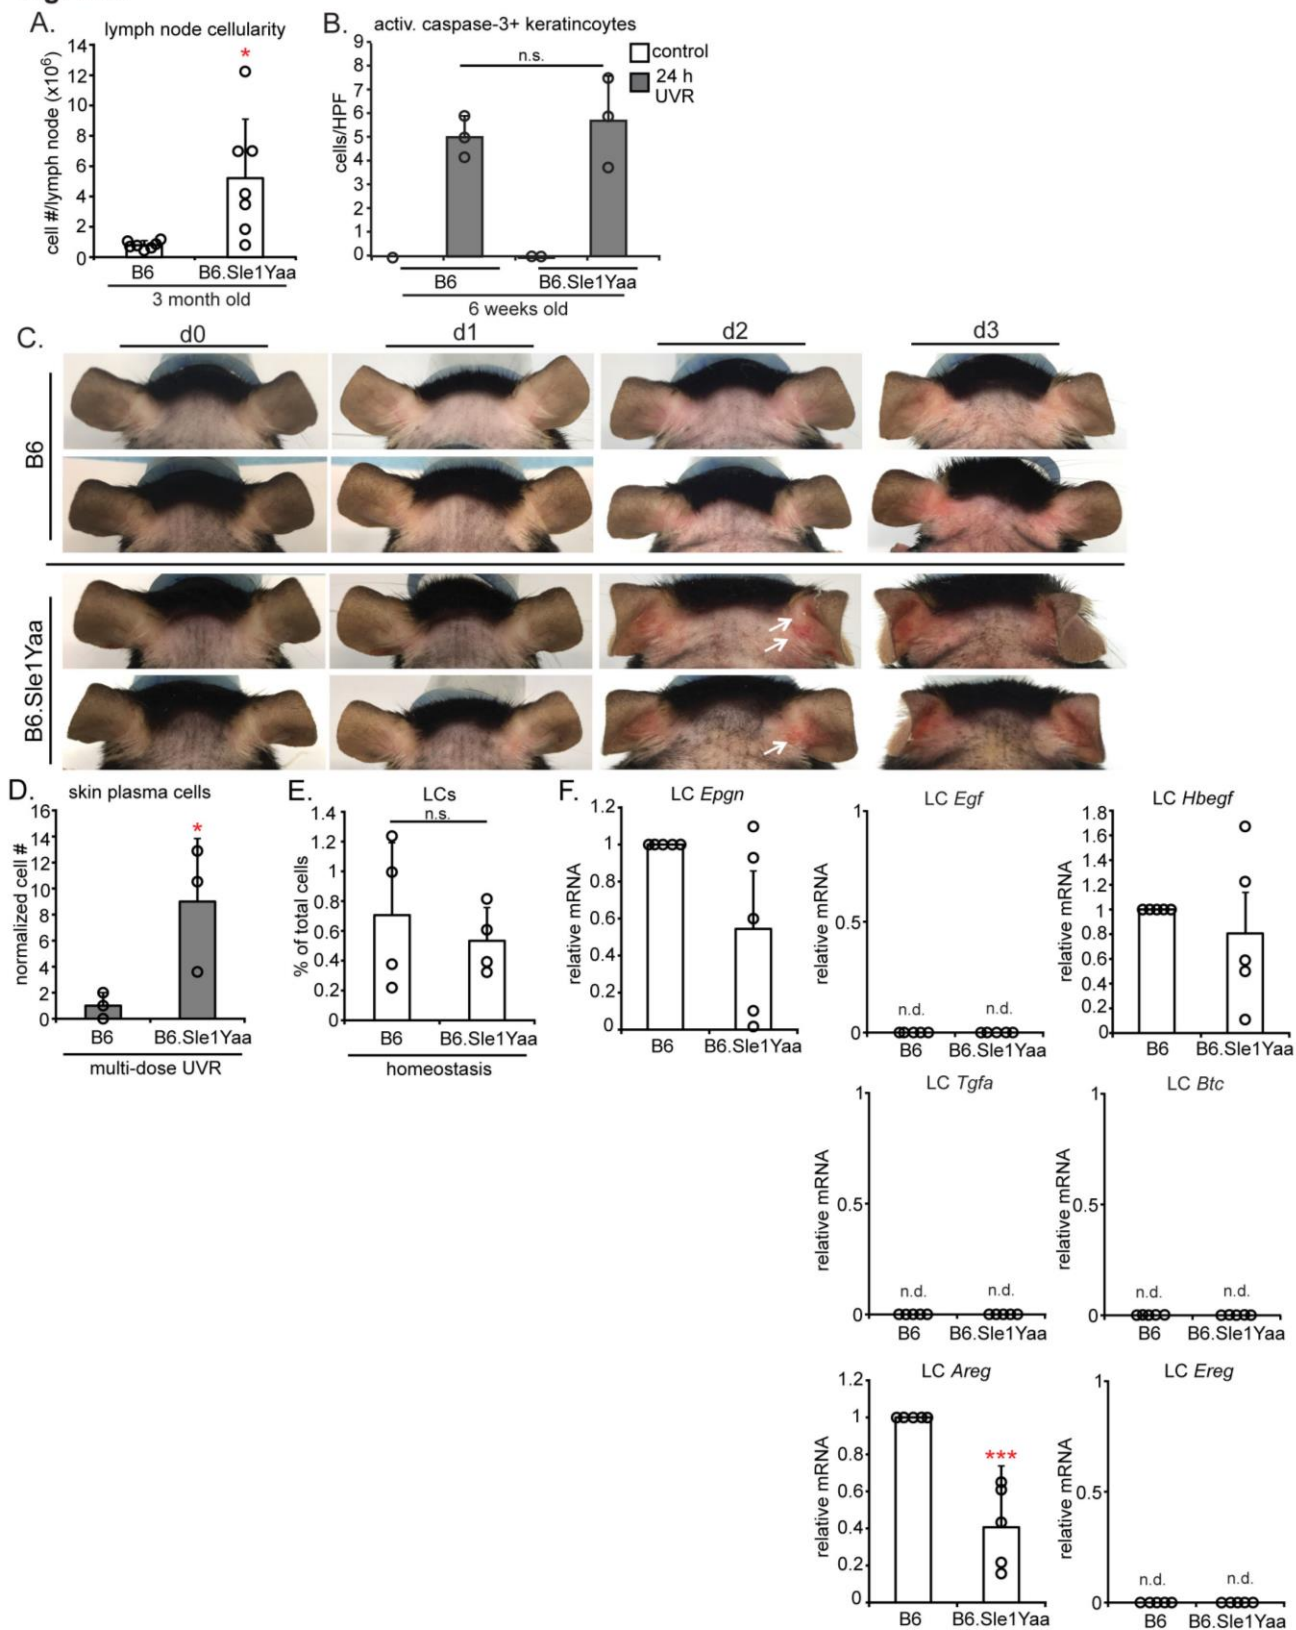 A.
lymph node cellularity
cell #/lymph node (x10⁶)
14
12
10
8
6
4
2
0
*
B6
B6.Sle1Yaa
3 month old
B.
activ. caspase-3+ keratincoytes
cells/HPF
9
8
7
6
5
4
3
2
1
0
n.s.
control
24 h
UVR
B6
B6.Sle1Yaa
6 weeks old
C.
d0
d1
d2
d3
B6
B6.Sle1Yaa
D.
skin plasma cells
normalized cell #
16
14
12
10
8
6
4
2
0
*
B6
B6.Sle1Yaa
multi-dose UVR
E.
LCs
n.s.
% of total cells
1.4
1.2
1
0.8
0.6
0.4
0.2
0
B6
B6.Sle1Yaa
homeostasis
F.
LC Epgn
relative mRNA
1.2
1
0.8
0.6
0.4
0.2
0
B6
B6.Sle1Yaa
LC Egf
relative mRNA
1
0.5
0
n.d.
n.d.
B6
B6.Sle1Yaa
LC Hbegf
relative mRNA
1.8
1.6
1.4
1.2
1
0.8
0.6
0.4
0.2
0
B6
B6.Sle1Yaa
LC Tgfa
relative mRNA
1
0.5
0
n.d.
n.d.
B6
B6.Sle1Yaa
LC Btc
relative mRNA
1
0.5
0
n.d.
n.d.
B6
B6.Sle1Yaa
LC Areg
relative mRNA
1.2
1
0.8
0.6
0.4
0.2
0
***
B6
B6.Sle1Yaa
LC Ereg
relative mRNA
1
0.5
0
n.d.
n.d.
B6
B6.Sle1Yaa